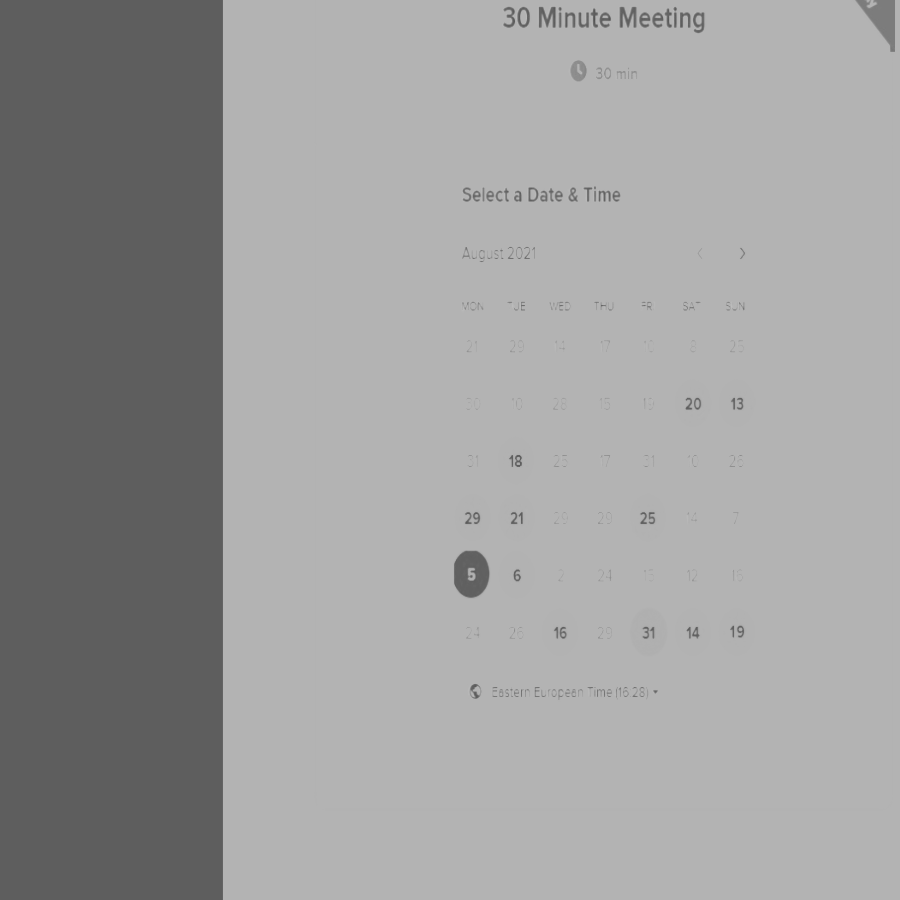 y
30 Minute Meeting
30 min
Select a Date & Time
August 2021
MON TUE WED THU FRI SAT SUN
21 29 14 17 10 8 23
30 10 28 15 19 20 13
31 18 23 17 31 10 26
29 21 29 29 25 14 7
5 6 2 24 13 12 15
24 26 16 29 31 14 19
Eastern European Time (16:28)